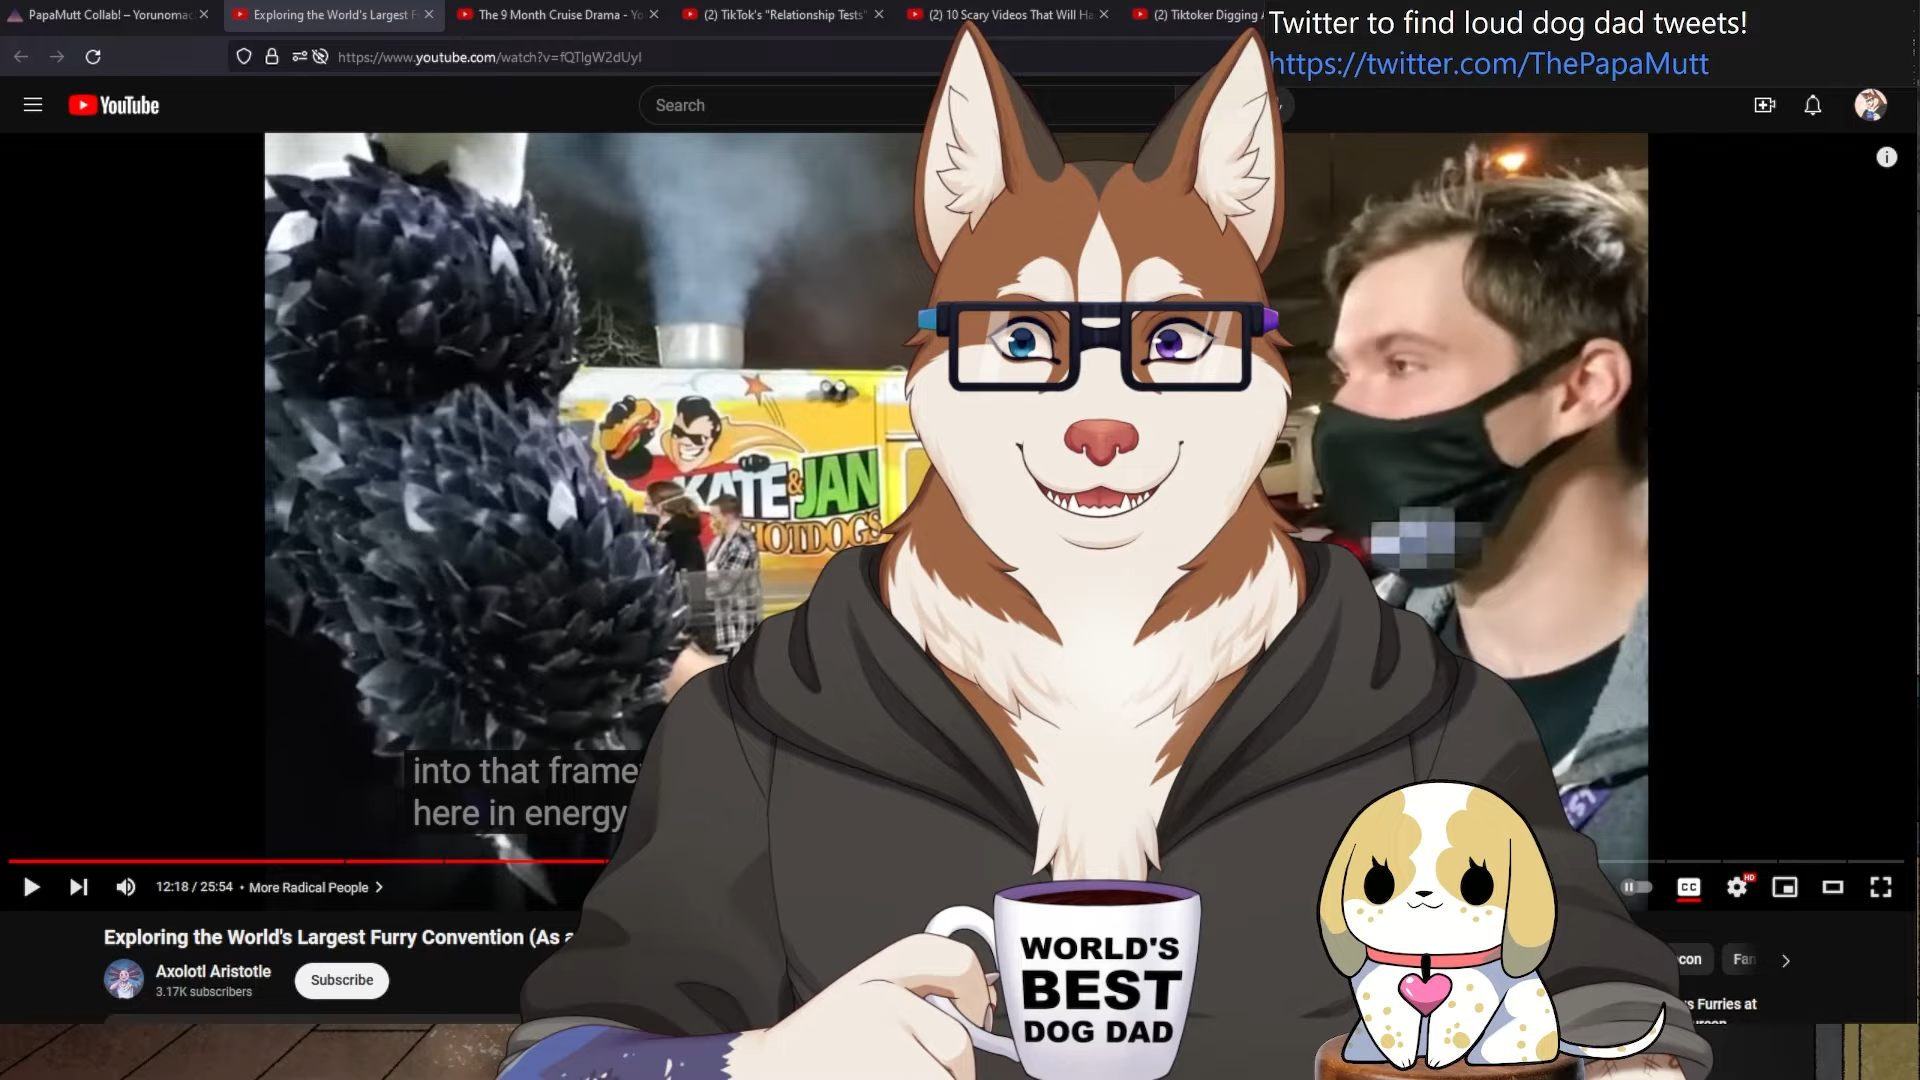 PapaMutt Collab! – Yorunomac
Exploring the World's Largest F
The 9 Month Cruise Drama - Yo
(2) TikTok's "Relationship Tests"
(2) 10 Scary Videos That Will Ha
(2) Tiktoker Digging
Twitter to find loud dog dad tweets!
https://twitter.com/ThePapaMutt
https://www.youtube.com/watch?v=fQTlgW2dUyI
YouTube
Search
KATE & JAN
HOTDOGS
into that frame
here in energy
12:18 / 25:54 • More Radical People
CC
HD
Exploring the World's Largest Furry Convention (As a
Axolotl Aristotle
3.17K subscribers
Subscribe
con
Fan
s Furries at
WORLD'S
BEST
DOG DAD